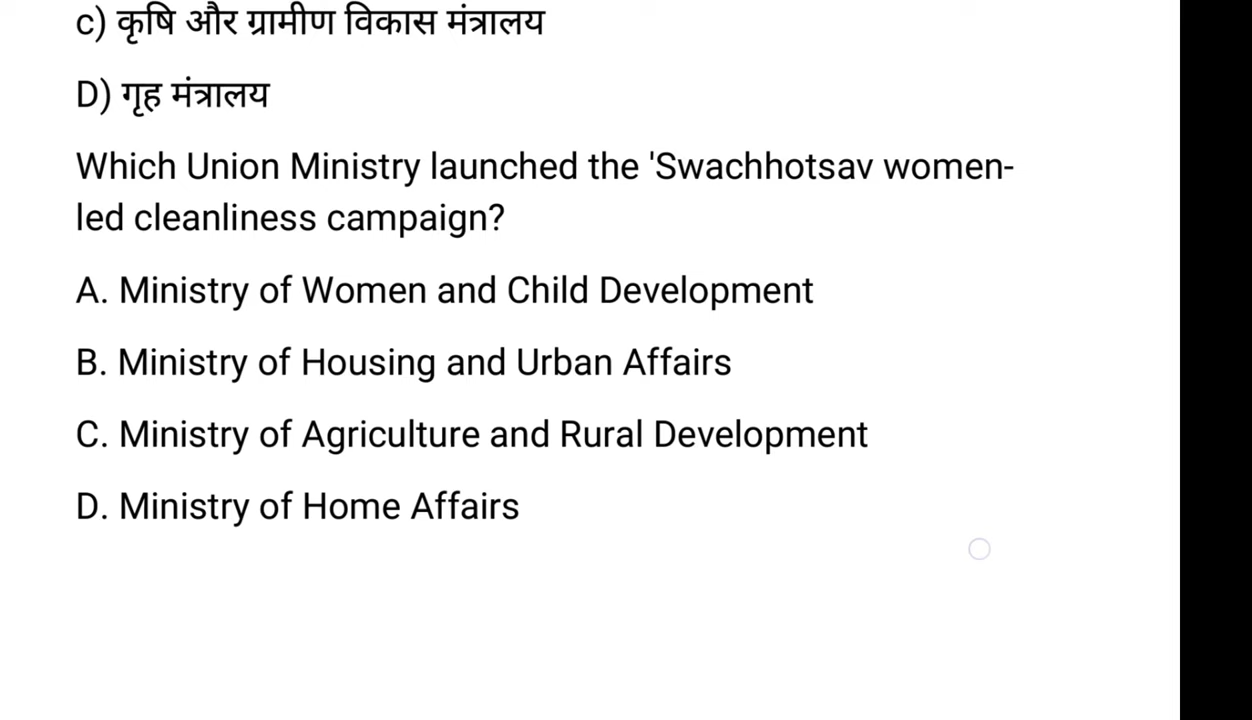 c) कृषि और ग्रामीण विकास मंत्रालय
D) गृह मंत्रालय
Which Union Ministry launched the 'Swachhotsav women-
led cleanliness campaign?
A. Ministry of Women and Child Development
B. Ministry of Housing and Urban Affairs
C. Ministry of Agriculture and Rural Development
D. Ministry of Home Affairs